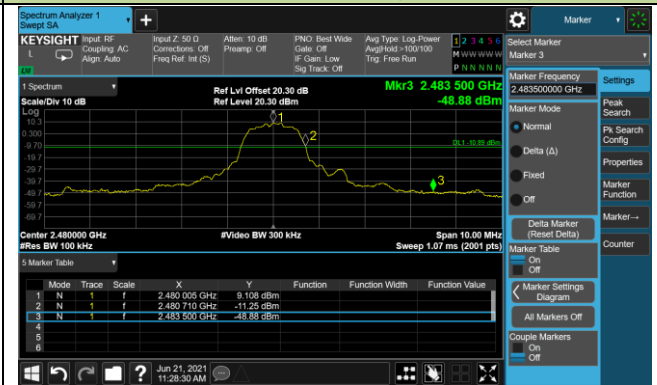 Spectrum Analyzer 1
Swept SA
Marker
KEYSIGHT
L
Input: RF
Coupling: AC
Align: Auto
Input Z: 50 Ω
Corrections: Off
Freq Ref: Int (S)
Atten: 10 dB
Preamp: Off
PNO: Best Wide
Gate: Off
IF Gain: Low
Sig Track: Off
Avg Type: Log-Power
Avg|Hold:>100/100
Trig: Free Run
1 2 3 4 5 6
M W W W W W
P N N N N N
Select Marker
Marker 3
1 Spectrum
Scale/Div 10 dB
Log
Ref Lvl Offset 20.30 dB
Ref Level 20.30 dBm
Mkr3 2.483 500 GHz
-48.88 dBm
10.3
0.300
-9.70
-19.7
-29.7
-39.7
-49.7
-59.7
-69.7
1
2
3
DL1 -10.89 dBm
Center 2.480000 GHz
#Res BW 100 kHz
#Video BW 300 kHz
Span 10.00 MHz
Sweep 1.07 ms (2001 pts)
5 Marker Table
Mode Trace Scale X Y Function Function Width Function Value
1 N 1 f 2.480 005 GHz 9.108 dBm
2 N 1 f 2.480 710 GHz -11.25 dBm
3 N 1 f 2.483 500 GHz -48.88 dBm
4
5
6
Marker Frequency
2.483500000 GHz
Marker Mode
Normal
Delta (Δ)
Fixed
Off
Delta Marker
(Reset Delta)
Marker Table
On
Off
Marker Settings
Diagram
All Markers Off
Couple Markers
On
Off
Settings
Peak
Search
Pk Search
Config
Properties
Marker
Function
Marker→
Counter
Jun 21, 2021
11:28:30 AM